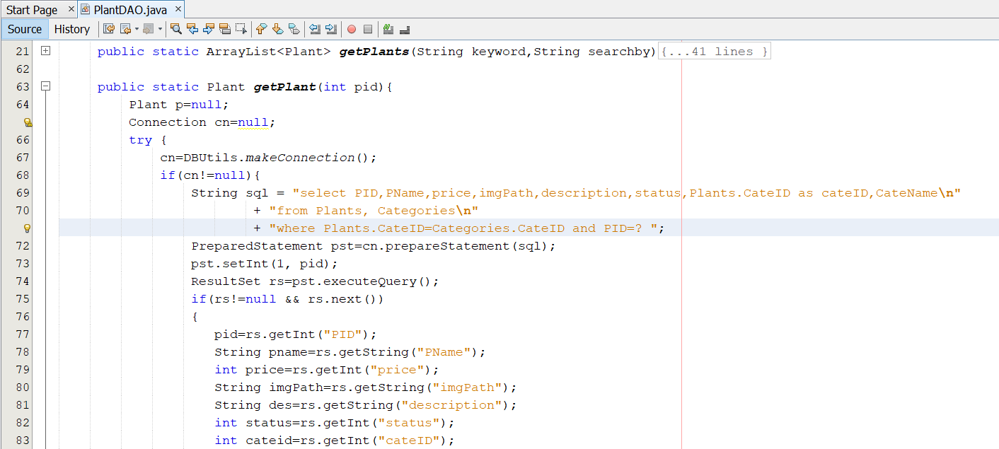 Start Page × PlantDAO.java ×
Source History
21 public static ArrayList<Plant> getPlants(String keyword,String searchby) {...41 lines }
62
63 public static Plant getPlant(int pid){
64 Plant p=null;
Connection cn=null;
66 try {
67 cn=DBUtils.makeConnection();
68 if(cn!=null){
69 String sql = "select PID,PName,price,imgPath,description,status,Plants.CateID as cateID,CateName\n"
70 + "from Plants, Categories\n"
+ "where Plants.CateID=Categories.CateID and PID=? ";
72 PreparedStatement pst=cn.prepareStatement(sql);
73 pst.setInt(1, pid);
74 ResultSet rs=pst.executeQuery();
75 if(rs!=null && rs.next())
76 {
77 pid=rs.getInt("PID");
78 String pname=rs.getString("PName");
79 int price=rs.getInt("price");
80 String imgPath=rs.getString("imgPath");
81 String des=rs.getString("description");
82 int status=rs.getInt("status");
83 int cateid=rs.getInt("cateID");